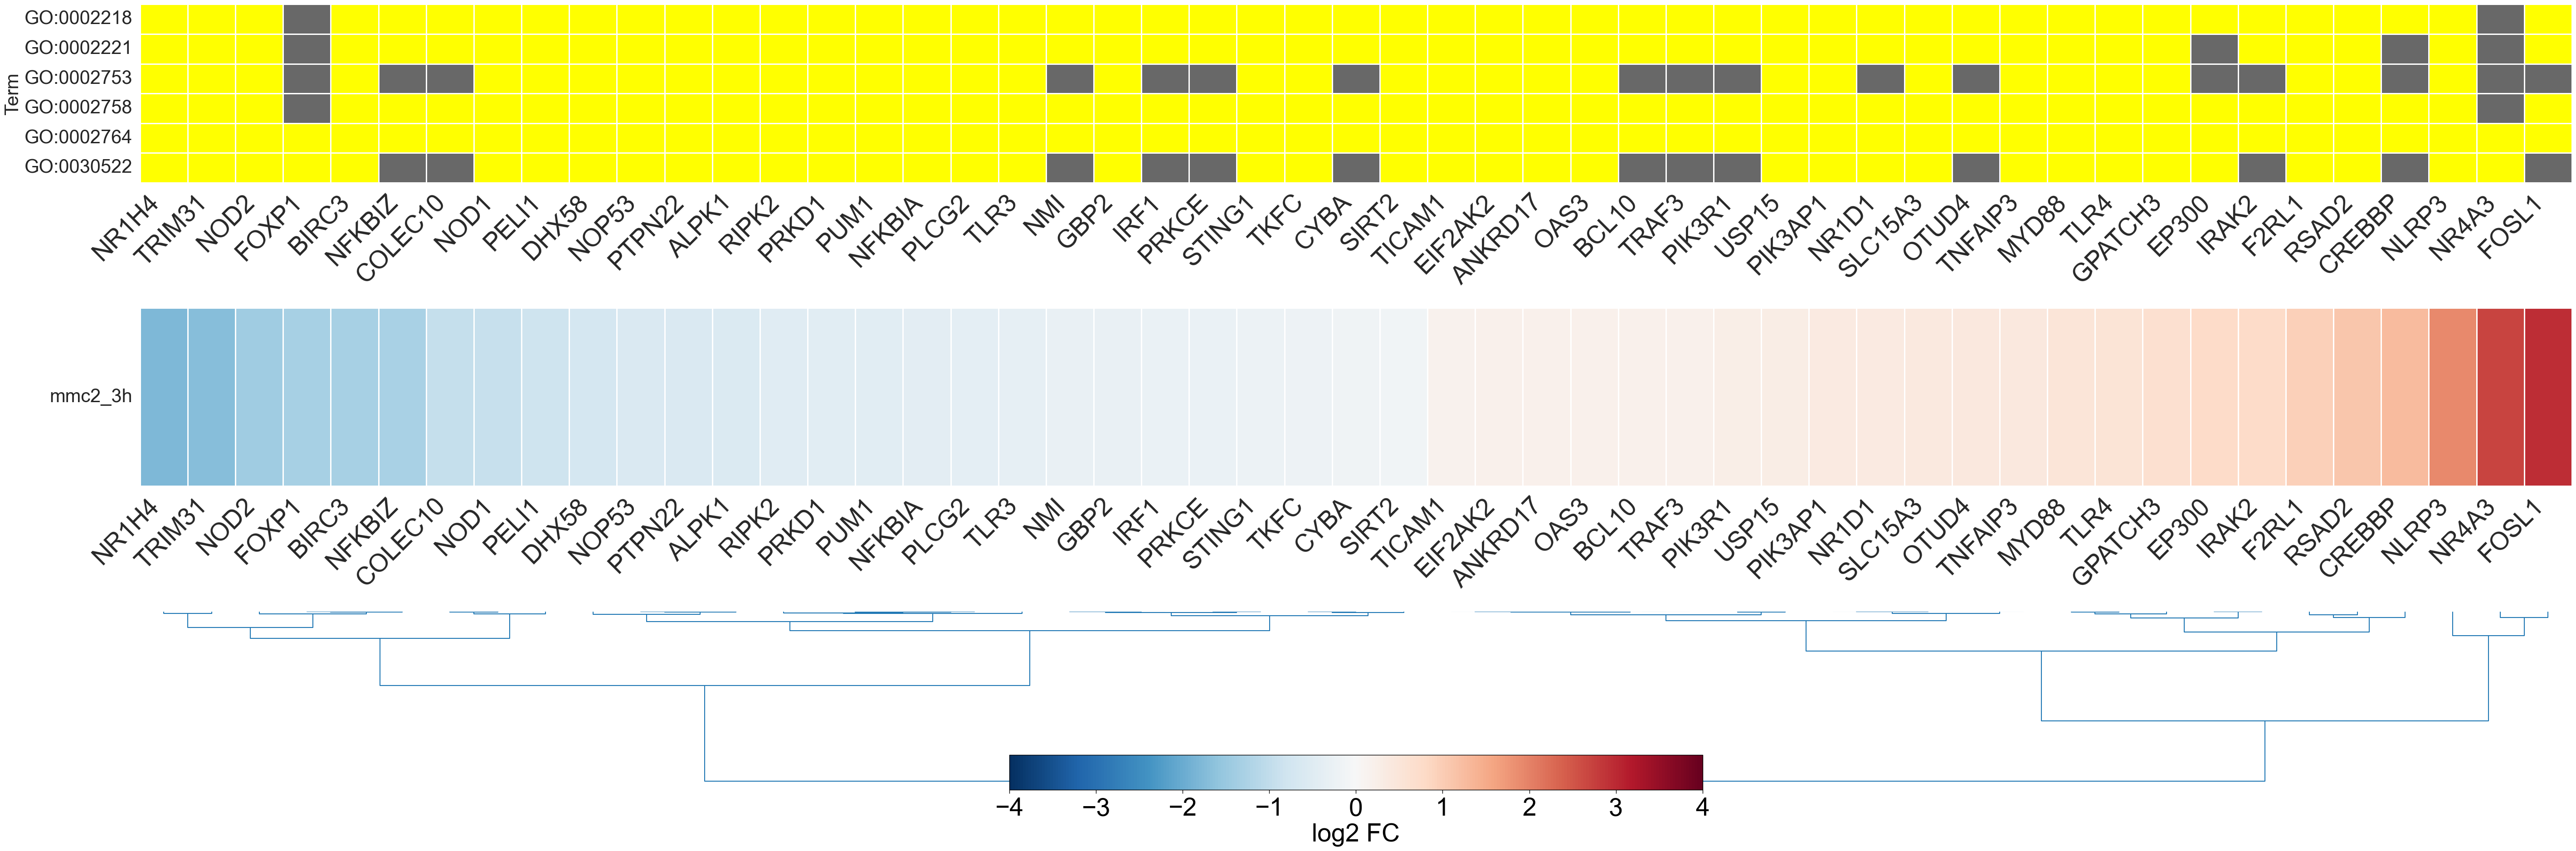 Term
GO:0002218
GO:0002221
GO:0002753
GO:0002758
GO:0002764
GO:0030522
NR1H4 TRIM31 NOD2 FOXP1 BIRC3 NFKBIZ COLEC10 NOD1 PELI1 DHX58 NOP53 PTPN22 ALPK1 RIPK2 PRKD1 PUM1 NFKBIA PLCG2 TLR3 NMI GBP2 IRF1 PRKCE STING1 TKFC CYBA SIRT2 TICAM1 EIF2AK2 ANKRD17 OAS3 BCL10 TRAF3 PIK3R1 USP15 PIK3AP1 NR1D1 SLC15A3 OTUD4 TNFAIP3 MYD88 TLR4 GPATCH3 EP300 IRAK2 F2RL1 RSAD2 CREBBP NLRP3 NR4A3 FOSL1
mmc2_3h
NR1H4 TRIM31 NOD2 FOXP1 BIRC3 NFKBIZ COLEC10 NOD1 PELI1 DHX58 NOP53 PTPN22 ALPK1 RIPK2 PRKD1 PUM1 NFKBIA PLCG2 TLR3 NMI GBP2 IRF1 PRKCE STING1 TKFC CYBA SIRT2 TICAM1 EIF2AK2 ANKRD17 OAS3 BCL10 TRAF3 PIK3R1 USP15 PIK3AP1 NR1D1 SLC15A3 OTUD4 TNFAIP3 MYD88 TLR4 GPATCH3 EP300 IRAK2 F2RL1 RSAD2 CREBBP NLRP3 NR4A3 FOSL1
−4 −3 −2 −1 0 1 2 3 4
log2 FC